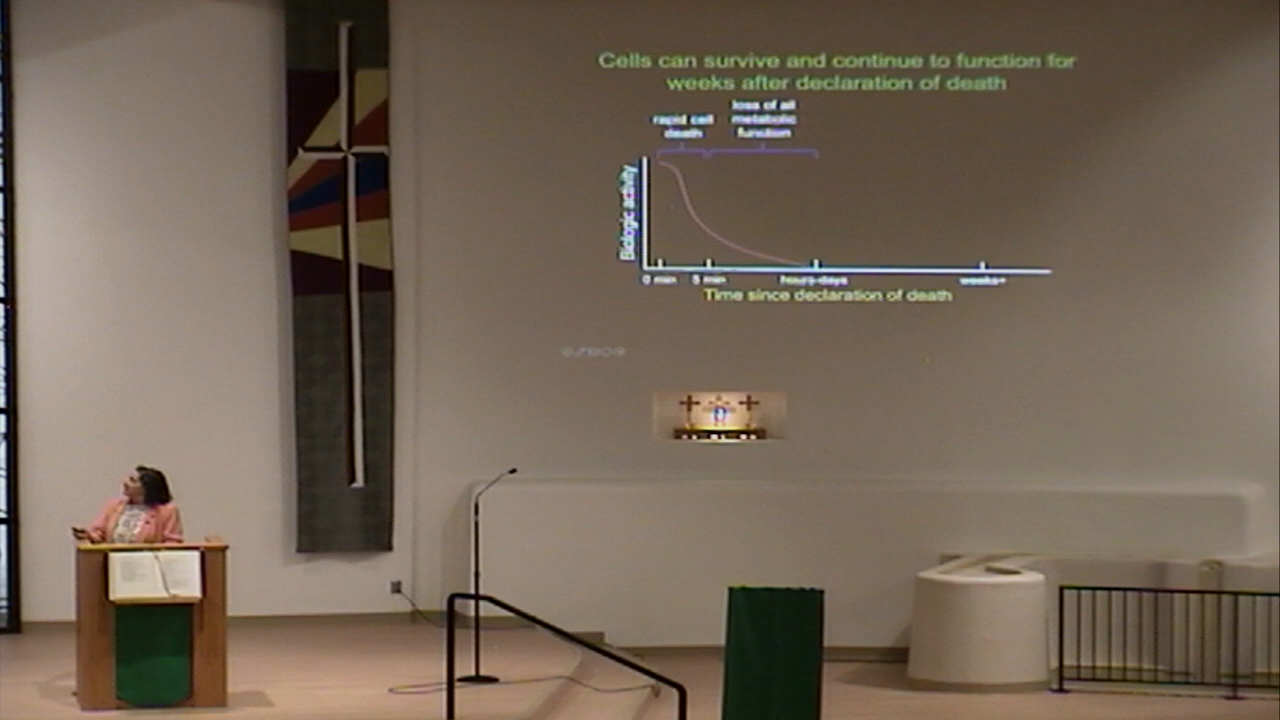 Cells can survive and continue to function for
weeks after declaration of death
loss of all
metabolic
function
rapid cell
death
Biologic activity
0 min 5 min hours-days weeks+
Time since declaration of death